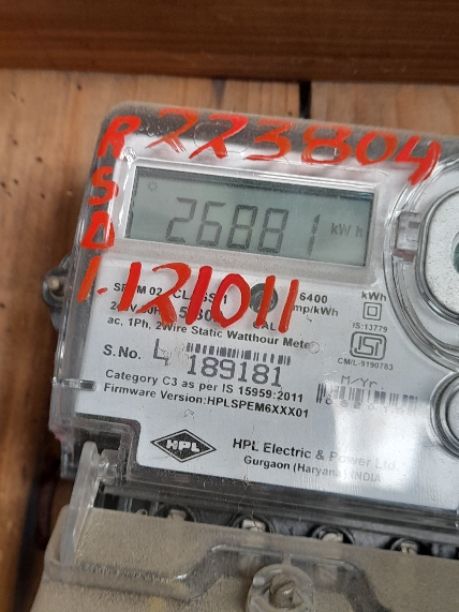 223804
R
S
D
1.
26881 kWh
121011
6400
imp/kWh
kWh
IS:13779
CM/L-9190783
ac, 1Ph, 2Wire Static Watthour Meter
S.No. L 189181
M/Yr.
Category C3 as per IS 15959:2011
Firmware Version:HPLSPEM6XXX01
HPL
HPL Electric & Power Ltd.
Gurgaon (Haryana) INDIA